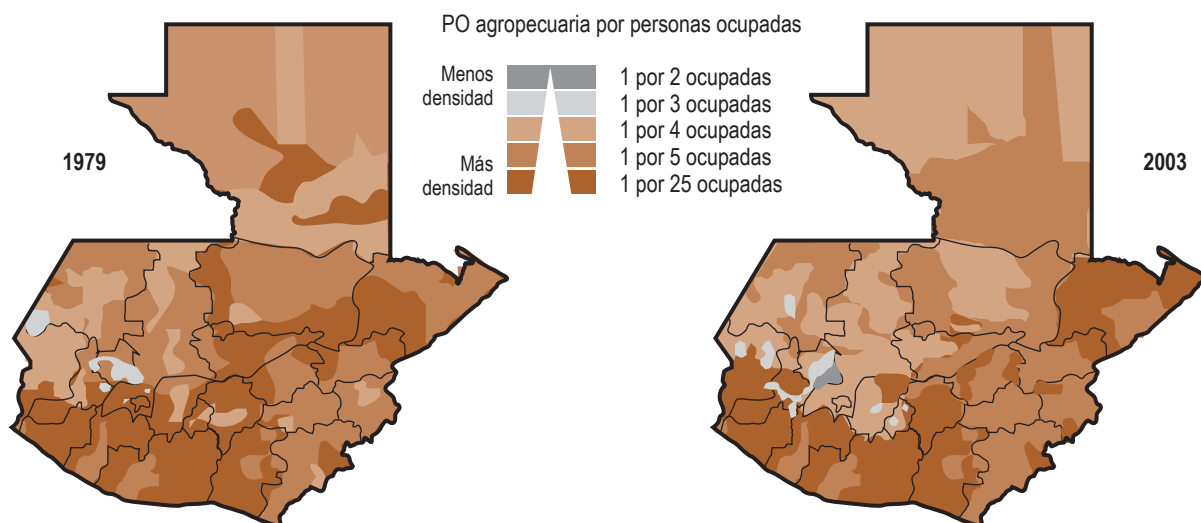 PO agropecuaria por personas ocupadas
Menos densidad
1 por 2 ocupadas
1 por 3 ocupadas
1 por 4 ocupadas
Más densidad
1 por 5 ocupadas
1 por 25 ocupadas
1979
2003